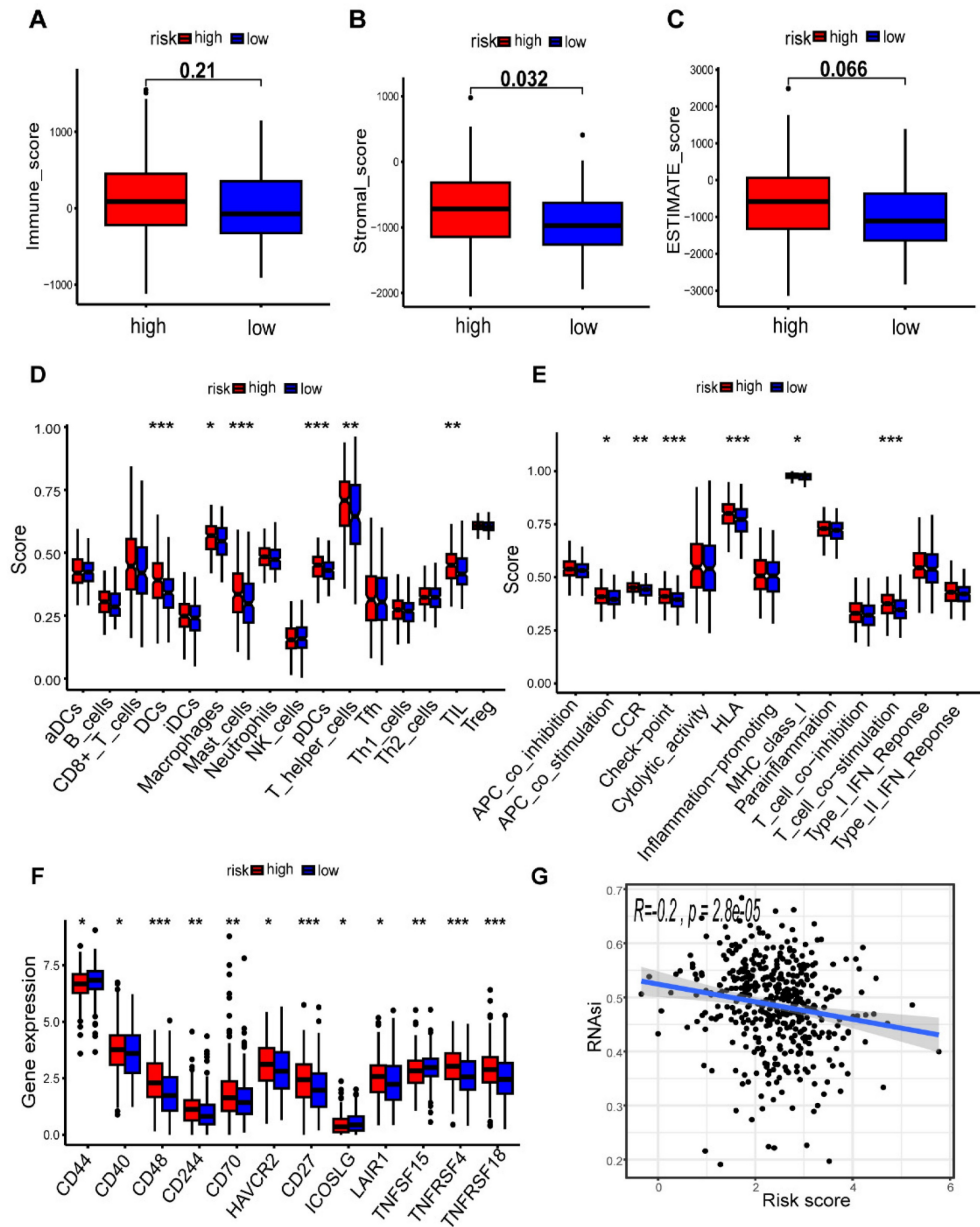 A
risk high low
0.21
Immune_score
1000
0
−1000
high low
B
risk high low
0.032
Stromal_score
1000
0
−1000
−2000
high low
C
risk high low
0.066
ESTIMATE_score
3000
2000
1000
0
−1000
−2000
−3000
high low
D
risk high low
*** * *** *** ** **
Score
1.00
0.75
0.50
0.25
0.00
aDCs
B_cells
CD8+_T_cells
DCs
iDCs
Macrophages
Mast_cells
Neutrophils
NK_cells
pDCs
T_helper_cells
Tfh
Th1_cells
Th2_cells
TIL
Treg
E
risk high low
* ** *** *** * ***
Score
1.00
0.75
0.50
0.25
0.00
APC_co_inhibition
APC_co_stimulation
CCR
Check−point
Cytolytic_activity
HLA
Inflammation−promoting
MHC_class_I
Parainflammation
T_cell_co−inhibition
T_cell_co−stimulation
Type_I_IFN_Reponse
Type_II_IFN_Reponse
F
risk high low
* * *** ** ** * *** * * ** *** ***
Gene expression
7.5
5.0
2.5
0.0
CD44
CD40
CD48
CD244
CD70
HAVCR2
CD27
ICOSLG
LAIR1
TNFSF15
TNFRSF4
TNFRSF18
G
R=-0.2 , p = 2.8e-05
RNAsi
0.7
0.6
0.5
0.4
0.3
0.2
0 2 4 6
Risk score